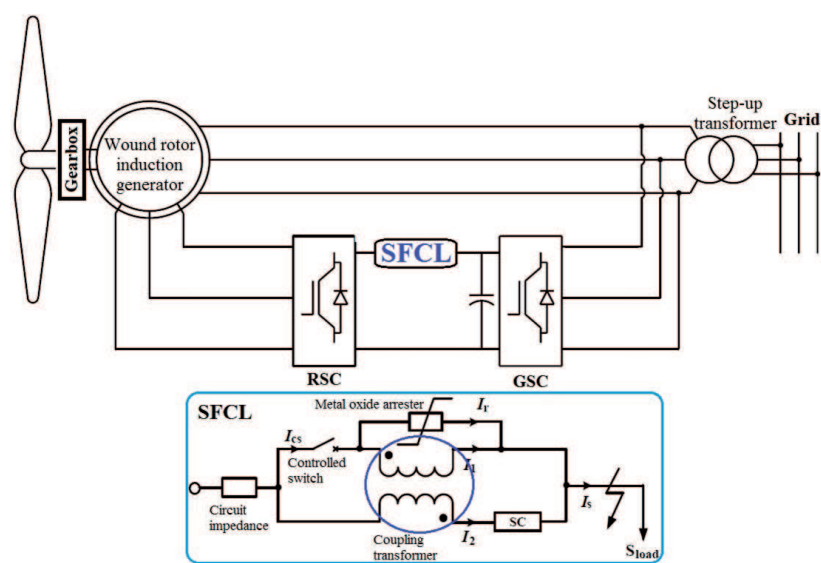 Step-up
transformer
Grid
Gearbox
Wound rotor
induction
generator
SFCL
RSC
GSC
SFCL
Metal oxide arrester
Ir
Ics
Controlled
switch
I1
Circuit
impedance
Coupling
transformer
I2
SC
Is
Sload